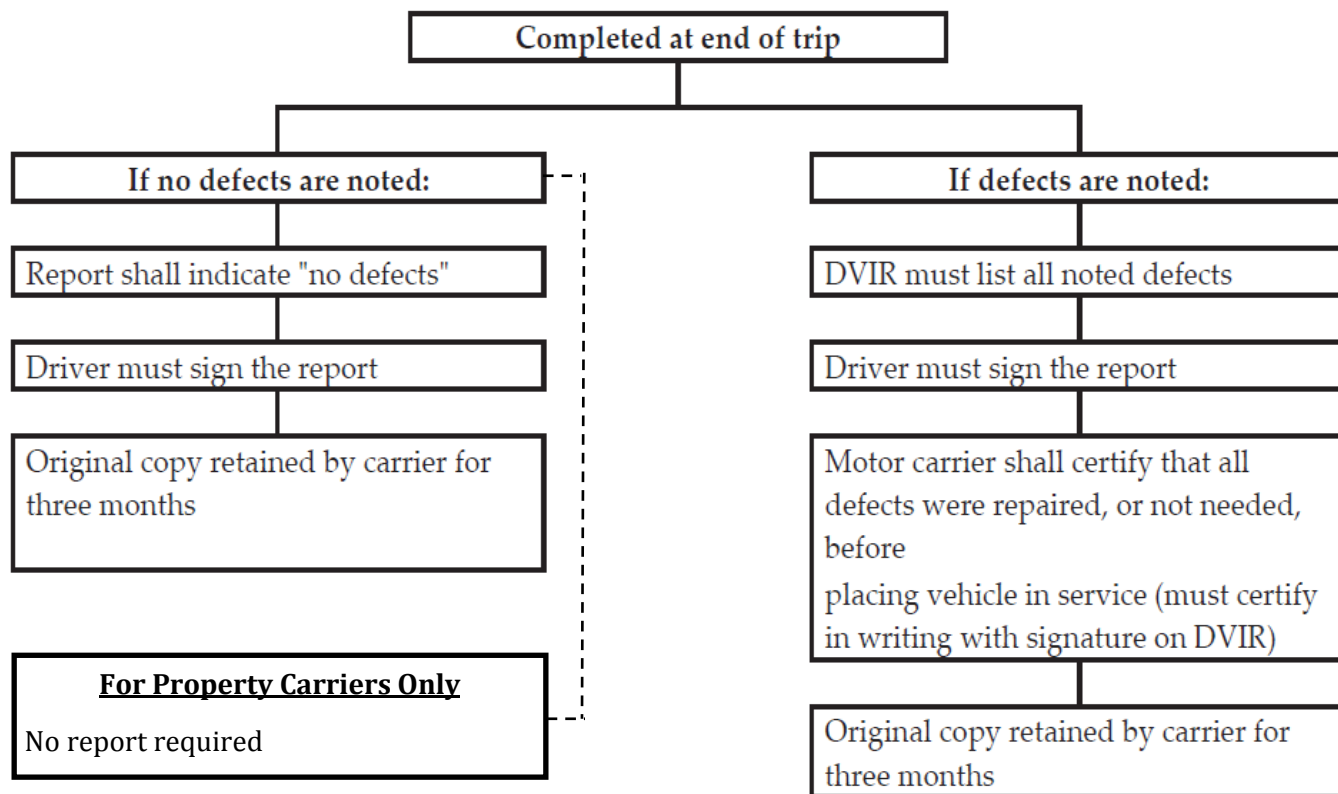 Completed at end of trip
If no defects are noted:
Report shall indicate "no defects"
Driver must sign the report
Original copy retained by carrier for
three months
For Property Carriers Only
No report required
If defects are noted:
DVIR must list all noted defects
Driver must sign the report
Motor carrier shall certify that all
defects were repaired, or not needed,
before
placing vehicle in service (must certify
in writing with signature on DVIR)
Original copy retained by carrier for
three months